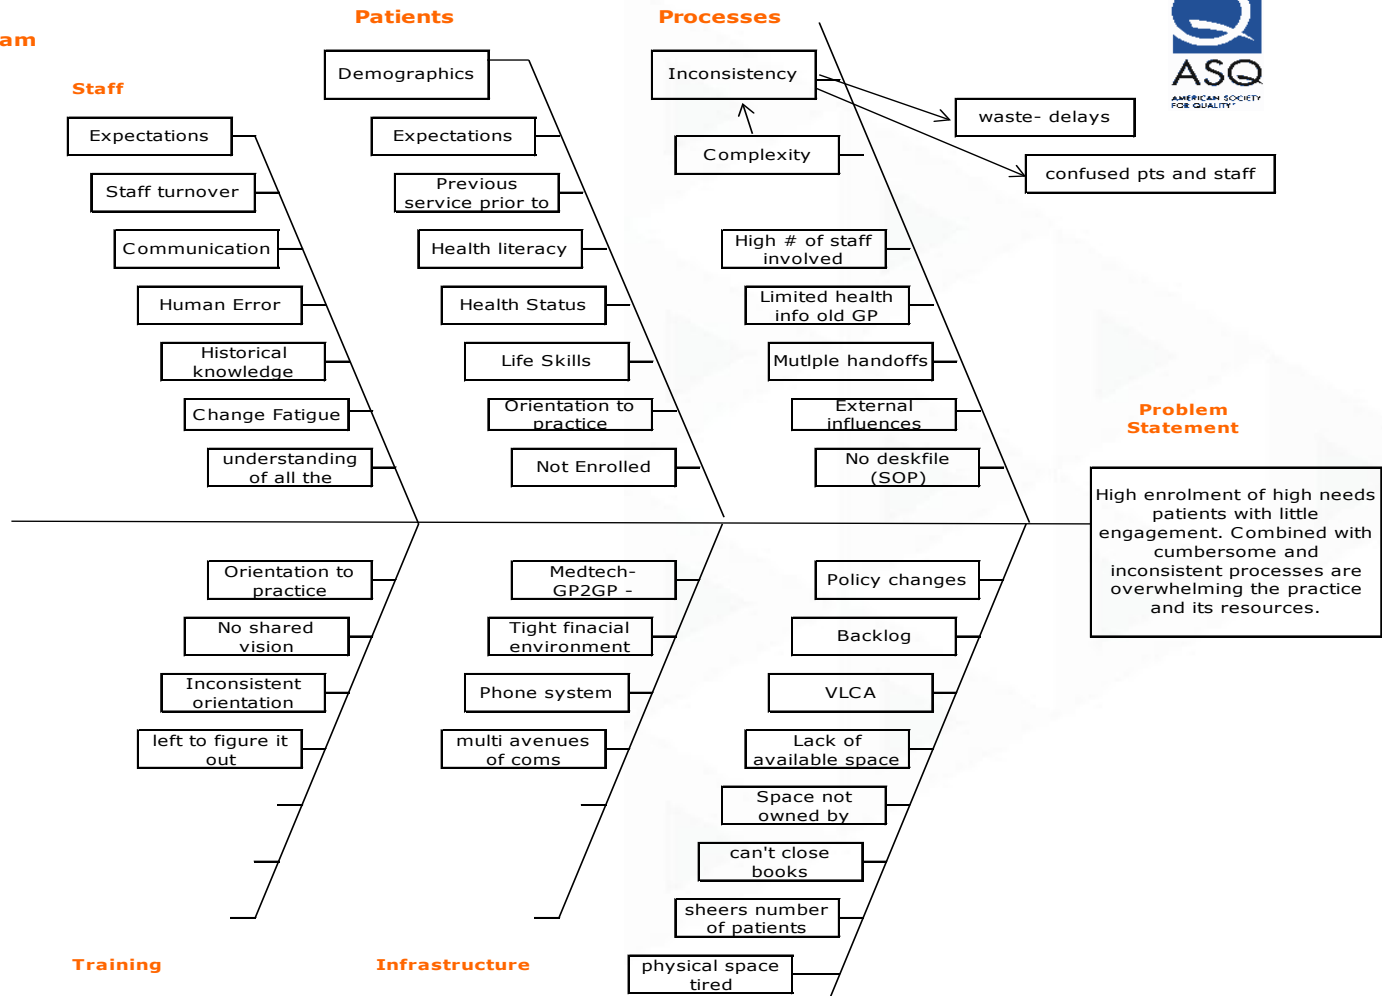 am
Patients
Processes
ASQ
AMERICAN SOCIETY
FOR QUALITY
Staff
Expectations
Staff turnover
Communication
Human Error
Historical
knowledge
Change Fatigue
understanding
of all the
Demographics
Expectations
Previous
service prior to
Health literacy
Health Status
Life Skills
Orientation to
practice
Not Enrolled
Inconsistency
Complexity
waste- delays
confused pts and staff
High # of staff
involved
Limited health
info old GP
Mutlple handoffs
External
influences
No deskfile
(SOP)
Problem
Statement
High enrolment of high needs
patients with little
engagement. Combined with
cumbersome and
inconsistent processes are
overwhelming the practice
and its resources.
Orientation to
practice
No shared
vision
Inconsistent
orientation
left to figure it
out
Training
Medtech-
GP2GP -
Tight finacial
environment
Phone system
multi avenues
of coms
Infrastructure
Policy changes
Backlog
VLCA
Lack of
available space
Space not
owned by
can't close
books
sheers number
of patients
physical space
tired